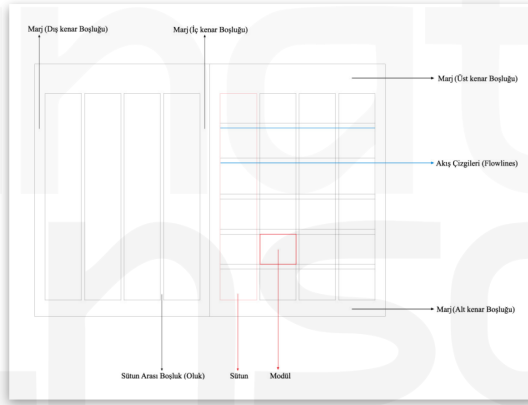 Marj (Dış kenar Boşluğu)
Marj (İç kenar Boşluğu)
Marj (Üst kenar Boşluğu)
Akış Çizgileri (Flowlines)
Marj (Alt kenar Boşluğu)
Sütun Arası Boşluk (Oluk)
Sütun
Modül